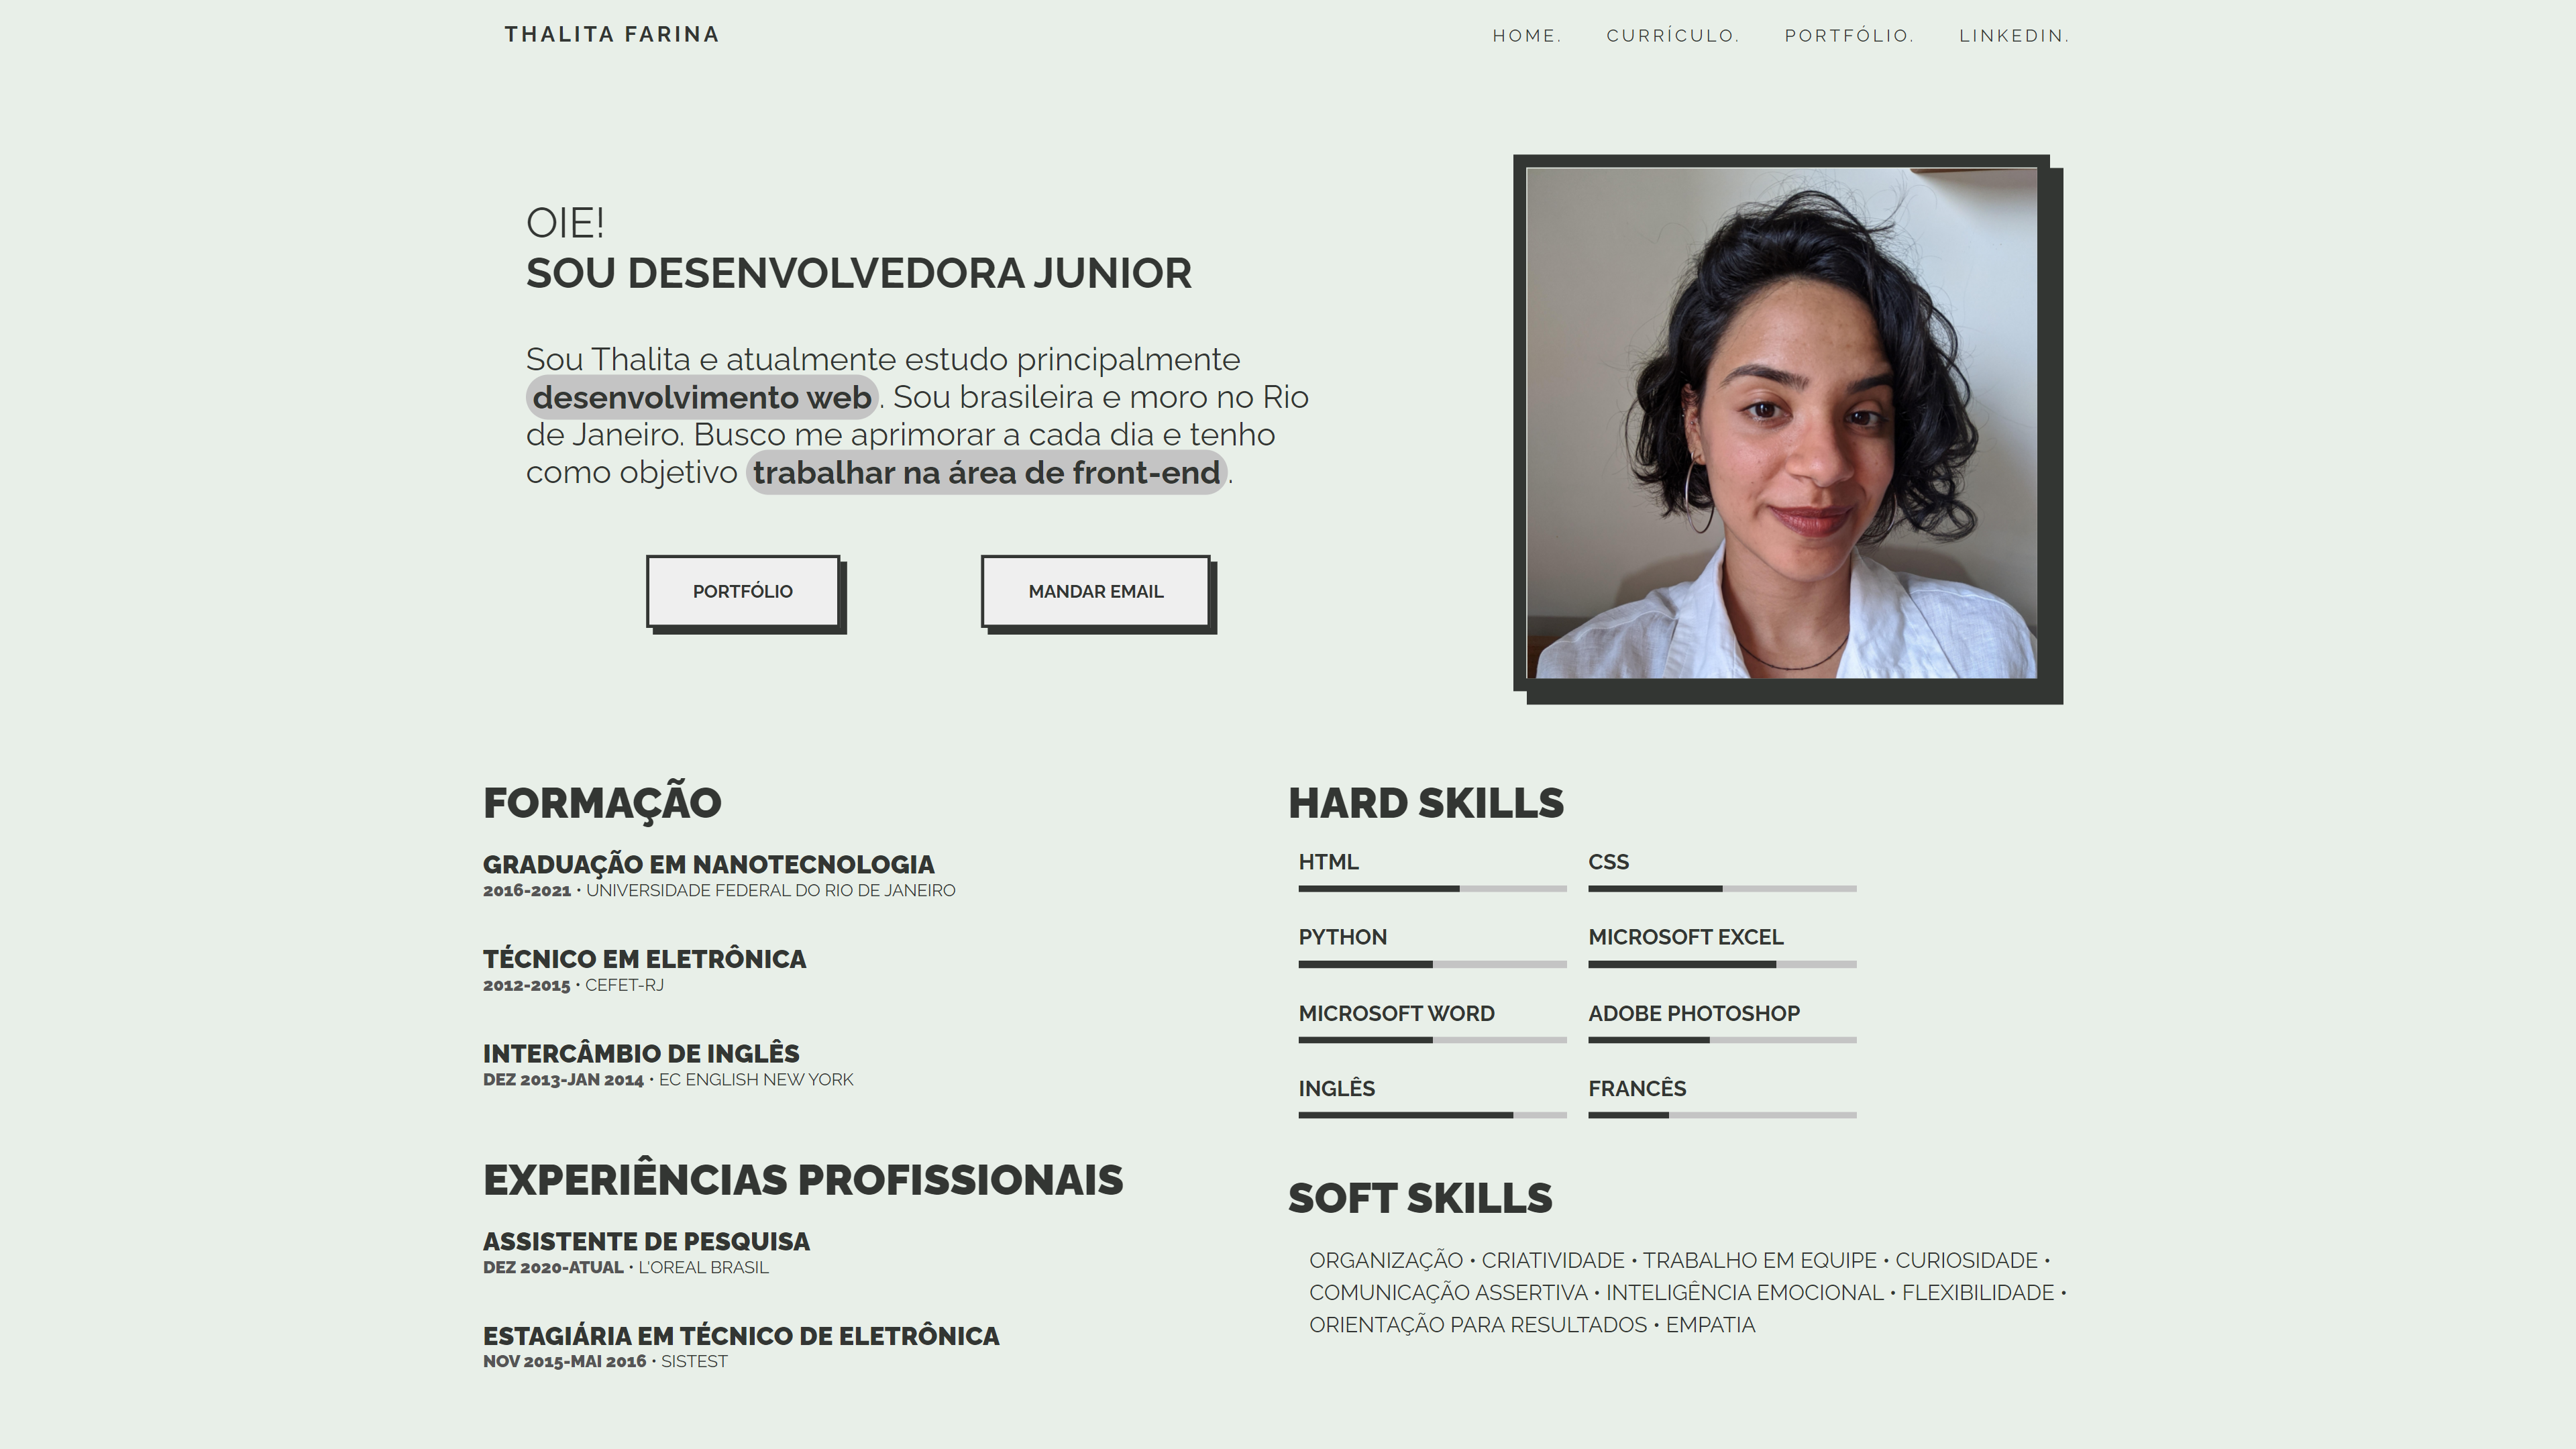 THALITA FARINA
HOME. CURRÍCULO. PORTFÓLIO. LINKEDIN.
OIE!
SOU DESENVOLVEDORA JUNIOR
Sou Thalita e atualmente estudo principalmente
desenvolvimento web. Sou brasileira e moro no Rio
de Janeiro. Busco me aprimorar a cada dia e tenho
como objetivo trabalhar na área de front-end.
PORTFÓLIO
MANDAR EMAIL
FORMAÇÃO
GRADUAÇÃO EM NANOTECNOLOGIA
2016-2021 • UNIVERSIDADE FEDERAL DO RIO DE JANEIRO
TÉCNICO EM ELETRÔNICA
2012-2015 • CEFET-RJ
INTERCÂMBIO DE INGLÊS
DEZ 2013-JAN 2014 • EC ENGLISH NEW YORK
EXPERIÊNCIAS PROFISSIONAIS
ASSISTENTE DE PESQUISA
DEZ 2020-ATUAL • L'OREAL BRASIL
ESTAGIÁRIA EM TÉCNICO DE ELETRÔNICA
NOV 2015-MAI 2016 • SISTEST
HARD SKILLS
HTML
CSS
PYTHON
MICROSOFT EXCEL
MICROSOFT WORD
ADOBE PHOTOSHOP
INGLÊS
FRANCÊS
SOFT SKILLS
ORGANIZAÇÃO • CRIATIVIDADE • TRABALHO EM EQUIPE • CURIOSIDADE •
COMUNICAÇÃO ASSERTIVA • INTELIGÊNCIA EMOCIONAL • FLEXIBILIDADE •
ORIENTAÇÃO PARA RESULTADOS • EMPATIA